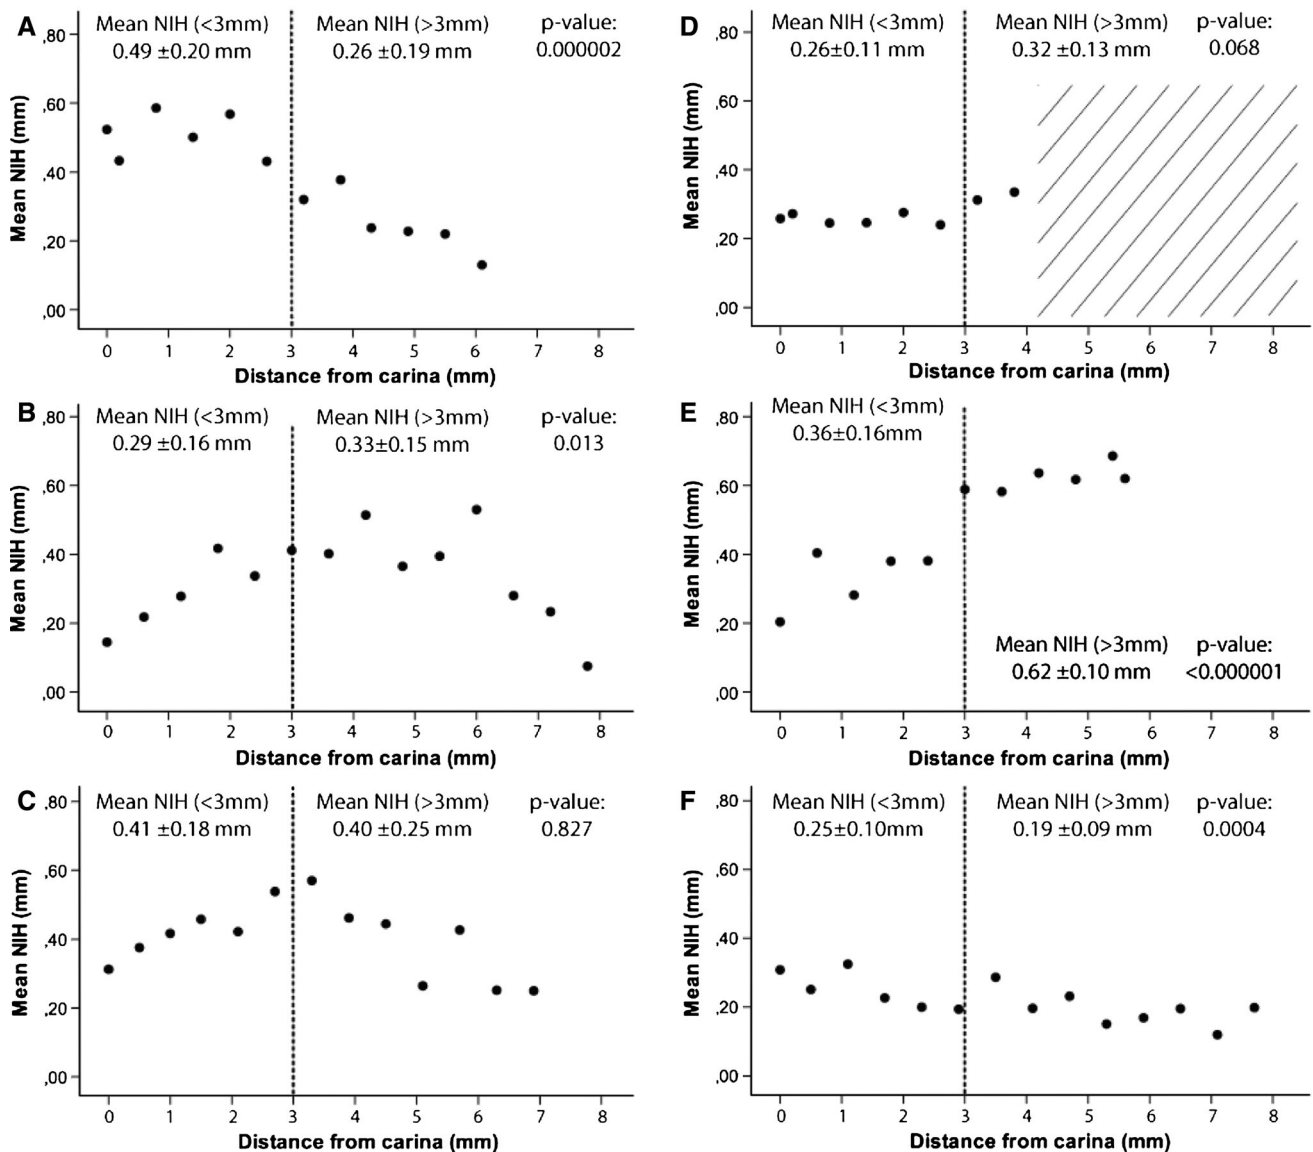 A
Mean NIH (<3mm)
0.49 ±0.20 mm
Mean NIH (>3mm)
0.26 ±0.19 mm
p-value:
0.000002
Mean NIH (mm)
,80
,60
,40
,20
,00
0 1 2 3 4 5 6 7 8
Distance from carina (mm)
B
Mean NIH (<3mm)
0.29 ±0.16 mm
Mean NIH (>3mm)
0.33±0.15 mm
p-value:
0.013
Mean NIH (mm)
,80
,60
,40
,20
,00
0 1 2 3 4 5 6 7 8
Distance from carina (mm)
C
Mean NIH (<3mm)
0.41 ±0.18 mm
Mean NIH (>3mm)
0.40 ±0.25 mm
p-value:
0.827
Mean NIH (mm)
,80
,60
,40
,20
,00
0 1 2 3 4 5 6 7 8
Distance from carina (mm)
D
Mean NIH (<3mm)
0.26±0.11 mm
Mean NIH (>3mm)
0.32 ±0.13 mm
p-value:
0.068
Mean NIH (mm)
,80
,60
,40
,20
,00
0 1 2 3 4 5 6 7 8
Distance from carina (mm)
E
Mean NIH (<3mm)
0.36±0.16mm
Mean NIH (mm)
,80
,60
,40
,20
,00
Mean NIH (>3mm)
0.62 ±0.10 mm
p-value:
<0.000001
0 1 2 3 4 5 6 7 8
Distance from carina (mm)
F
Mean NIH (<3mm)
0.25±0.10mm
Mean NIH (>3mm)
0.19 ±0.09 mm
p-value:
0.0004
Mean NIH (mm)
,80
,60
,40
,20
,00
0 1 2 3 4 5 6 7 8
Distance from carina (mm)